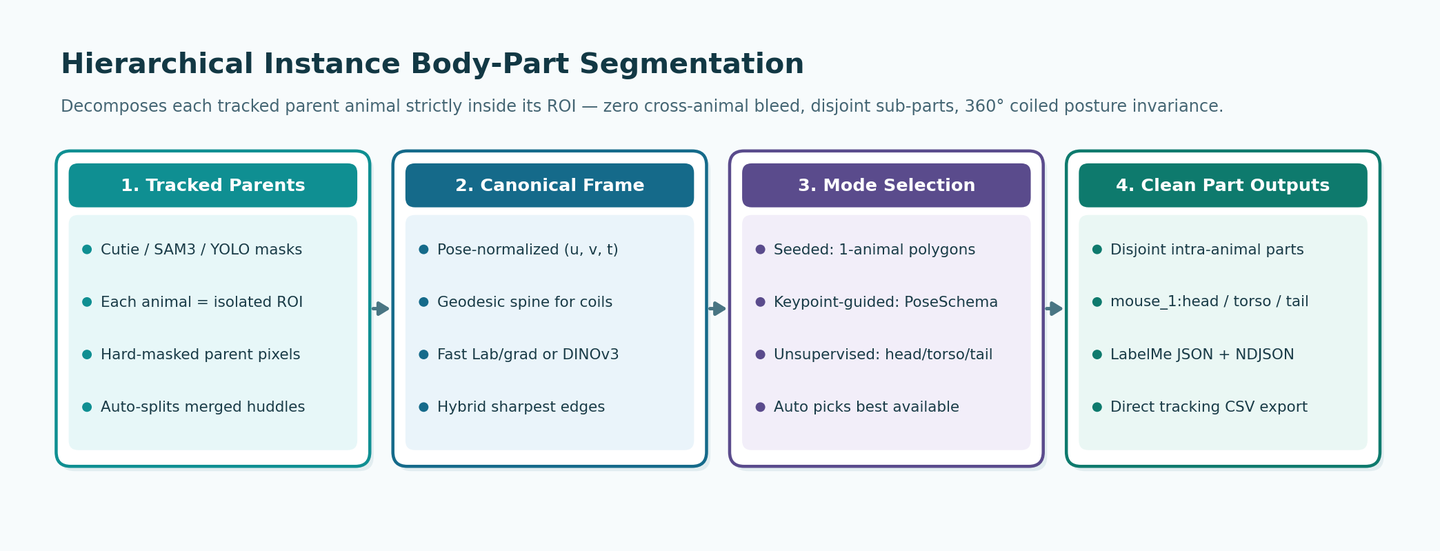 Hierarchical Instance Body-Part Segmentation
Decomposes each tracked parent animal strictly inside its ROI — zero cross-animal bleed, disjoint sub-parts, 360° coiled posture invariance.
1. Tracked Parents
Cutie / SAM3 / YOLO masks
Each animal = isolated ROI
Hard-masked parent pixels
Auto-splits merged huddles
2. Canonical Frame
Pose-normalized (u, v, t)
Geodesic spine for coils
Fast Lab/grad or DINOv3
Hybrid sharpest edges
3. Mode Selection
Seeded: 1-animal polygons
Keypoint-guided: PoseSchema
Unsupervised: head/torso/tail
Auto picks best available
4. Clean Part Outputs
Disjoint intra-animal parts
mouse_1:head / torso / tail
LabelMe JSON + NDJSON
Direct tracking CSV export